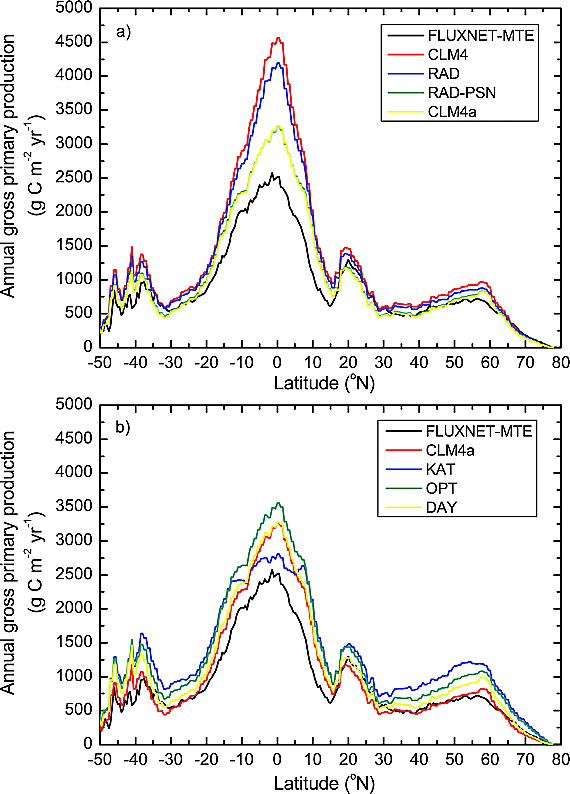 Annual gross primary production
(g C m-2 yr-1)
5000
4500
4000
3500
3000
2500
2000
1500
1000
500
0
a)
FLUXNET-MTE
CLM4
RAD
RAD-PSN
CLM4a
-50 -40 -30 -20 -10 0 10 20 30 40 50 60 70 80
Latitude (oN)
Annual gross primary production
(g C m-2 yr-1)
5000
4500
4000
3500
3000
2500
2000
1500
1000
500
0
b)
FLUXNET-MTE
CLM4a
KAT
OPT
DAY
-50 -40 -30 -20 -10 0 10 20 30 40 50 60 70 80
Latitude (oN)